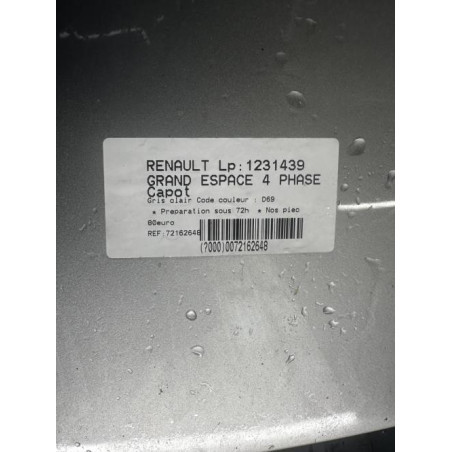 RENAULT Lp:1231439
GRAND ESPACE 4 PHASE
Capot
Gris clair Code couleur : D69
* Preparation sous 72h * Nos piec
80euro
REF:72162648
(7000)0072162648